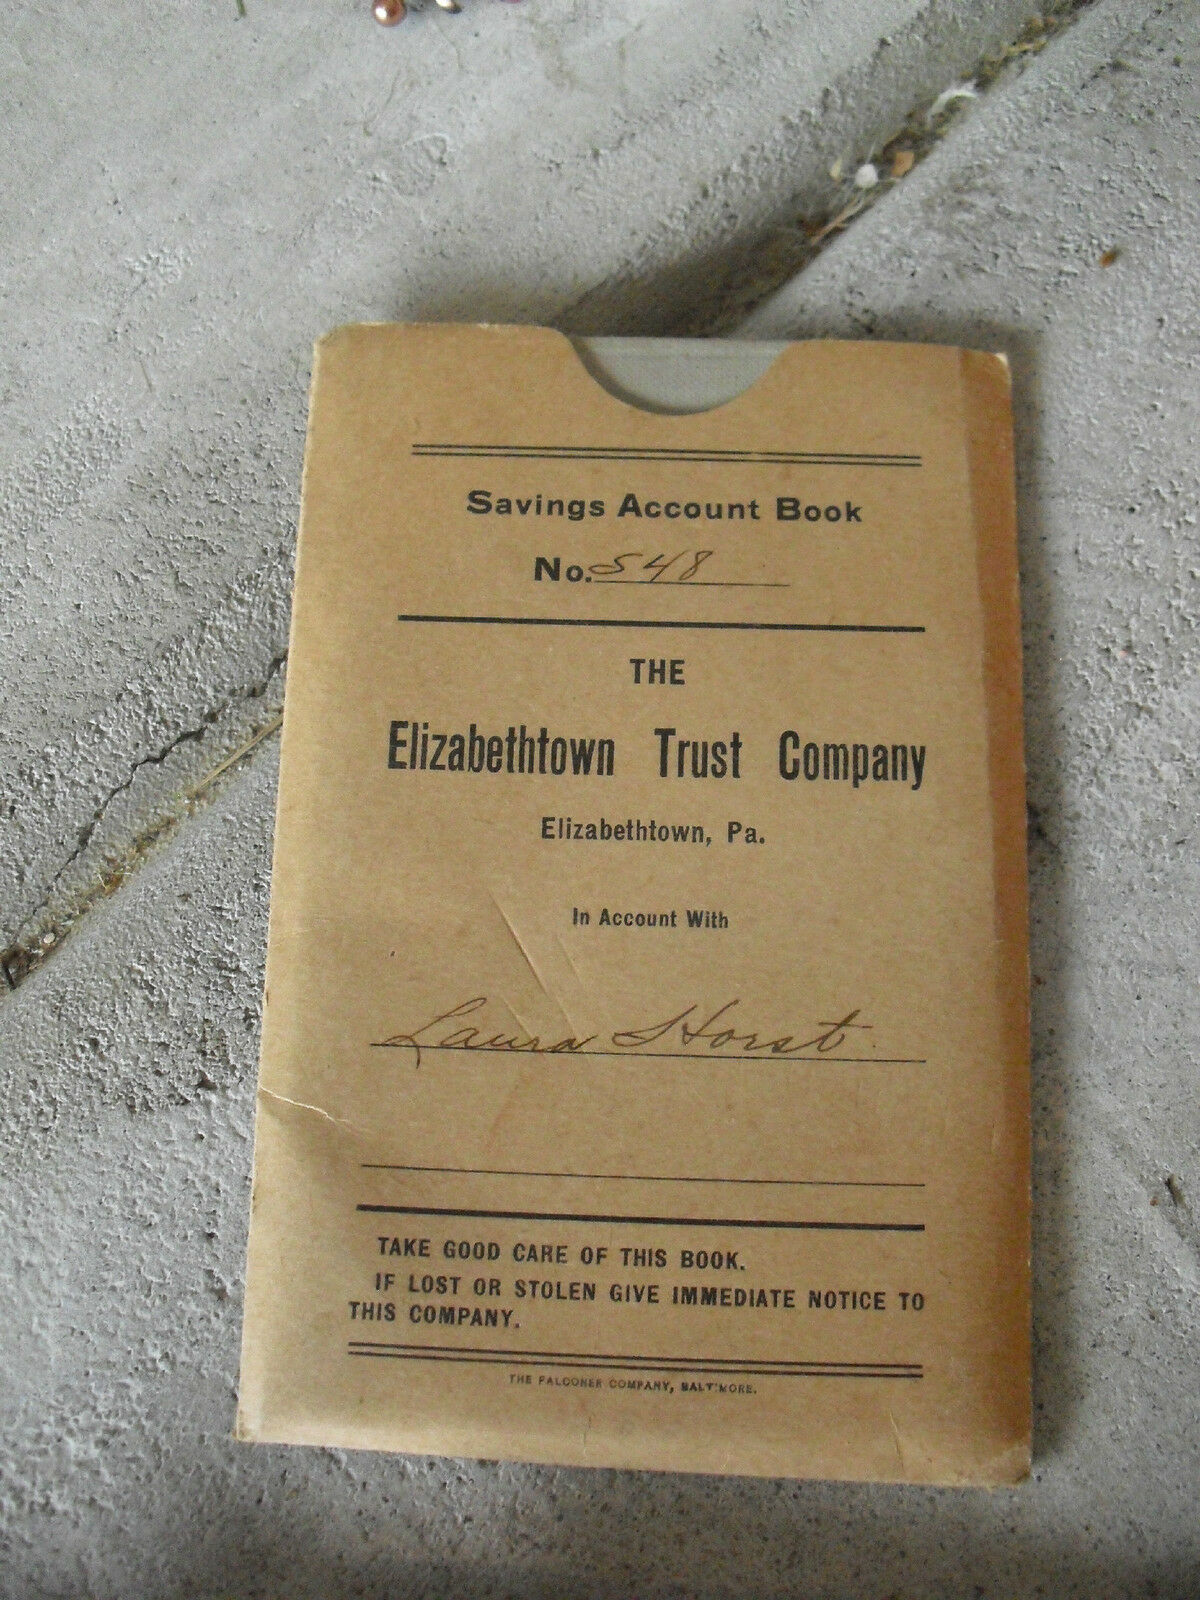 Savings Account Book
No. 548
THE
Elizabethtown Trust Company
Elizabethtown, Pa.
In Account With
Laura Horst
TAKE GOOD CARE OF THIS BOOK.
IF LOST OR STOLEN GIVE IMMEDIATE NOTICE TO
THIS COMPANY.
THE FALCONER COMPANY, BALTIMORE.